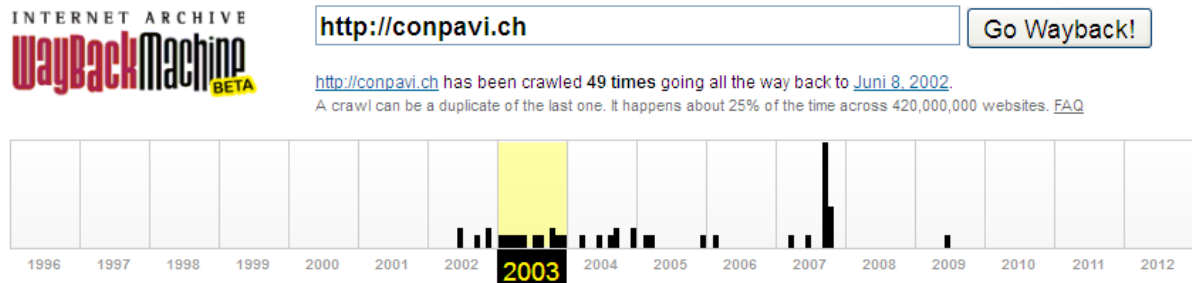 INTERNET ARCHIVE
WayBackMachine
BETA
http://conpavi.ch
Go Wayback!
http://conpavi.ch has been crawled 49 times going all the way back to Juni 8, 2002.
A crawl can be a duplicate of the last one. It happens about 25% of the time across 420,000,000 websites. FAQ
1996 1997 1998 1999 2000 2001 2002 2003 2004 2005 2006 2007 2008 2009 2010 2011 2012